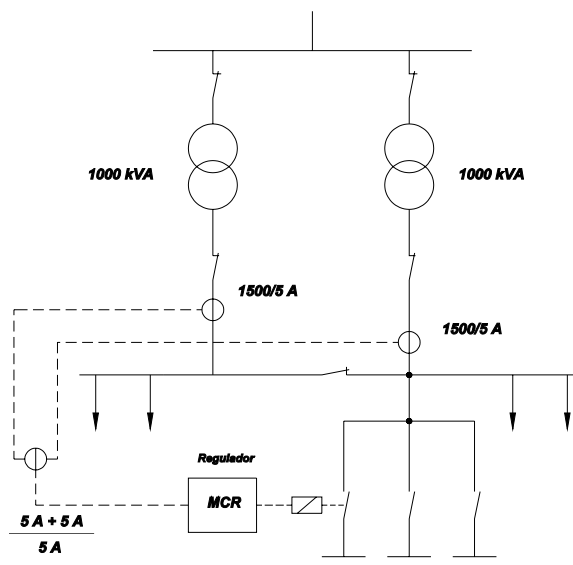 1000 kVA
1000 kVA
1500/5 A
1500/5 A
Regulador
MCR
5 A + 5 A
5 A